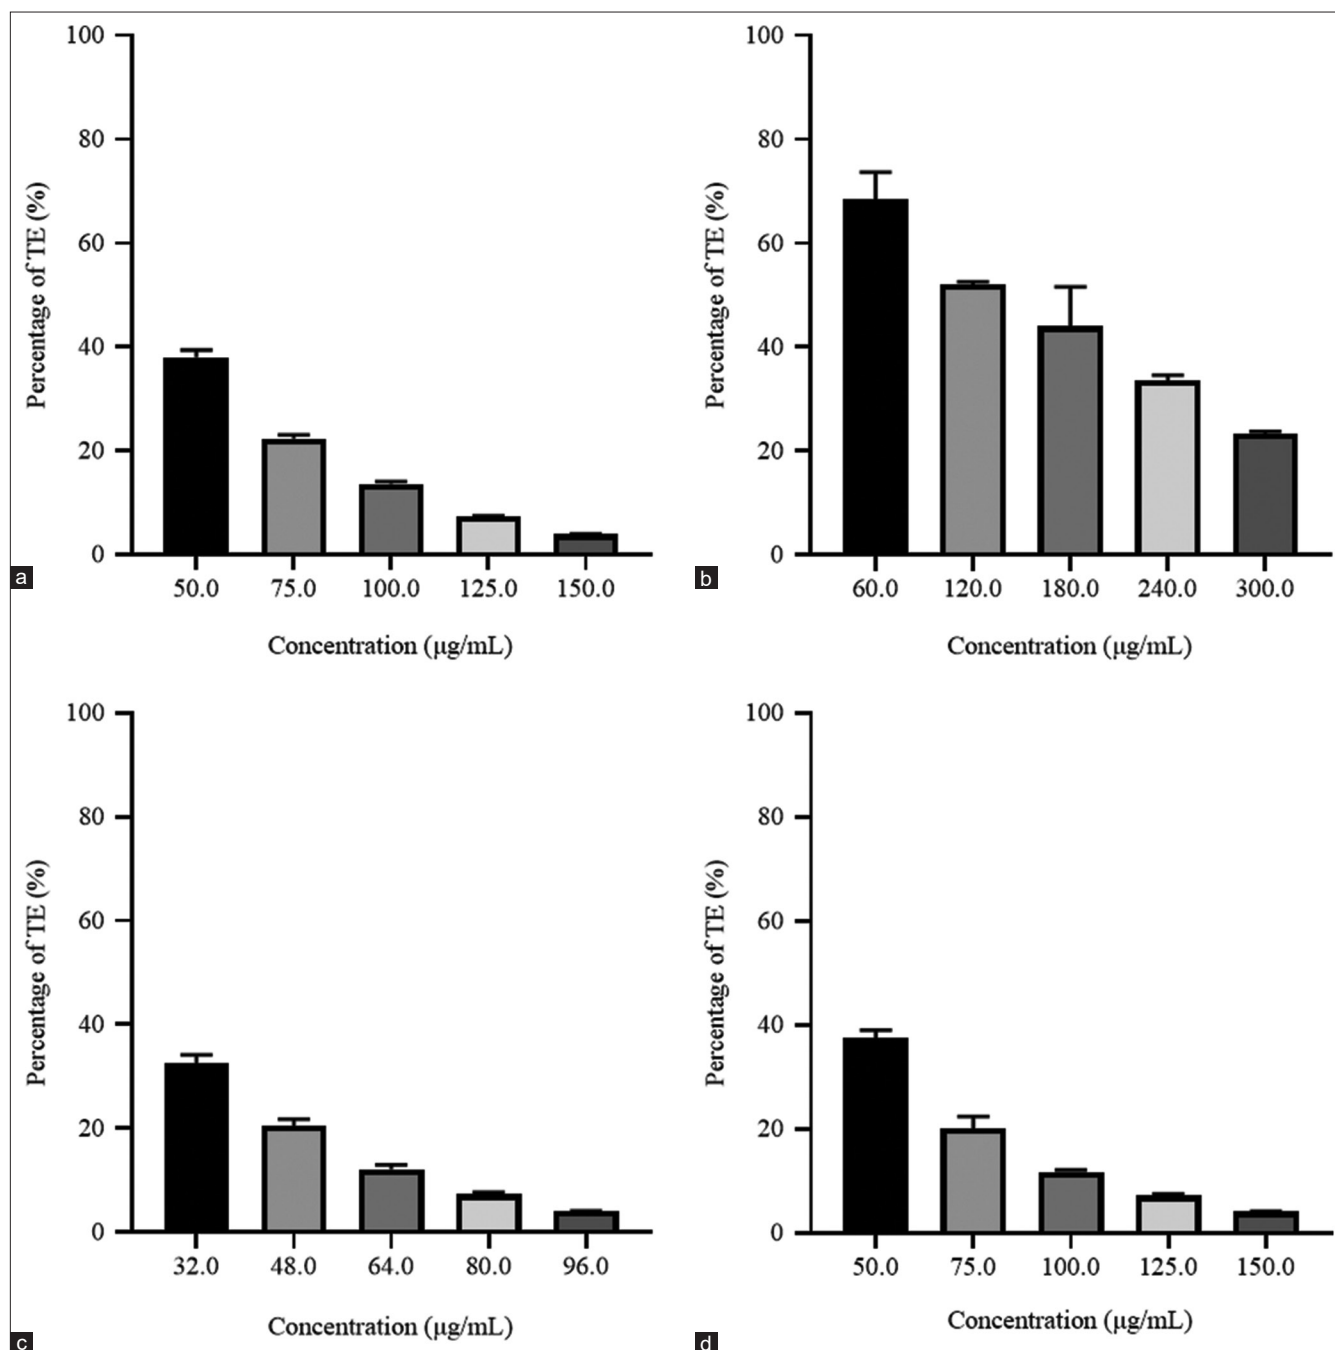 100
80
60
40
20
0
Percentage of TE (%)
50.0 75.0 100.0 125.0 150.0
Concentration (μg/mL)
a
100
80
60
40
20
0
Percentage of TE (%)
60.0 120.0 180.0 240.0 300.0
Concentration (μg/mL)
b
100
80
60
40
20
0
Percentage of TE (%)
32.0 48.0 64.0 80.0 96.0
Concentration (μg/mL)
c
100
80
60
40
20
0
Percentage of TE (%)
50.0 75.0 100.0 125.0 150.0
Concentration (μg/mL)
d